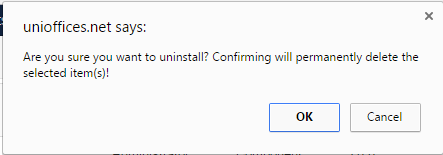 unioffices.net says:
Are you sure you want to uninstall? Confirming will permanently delete the
selected item(s)!
OK Cancel